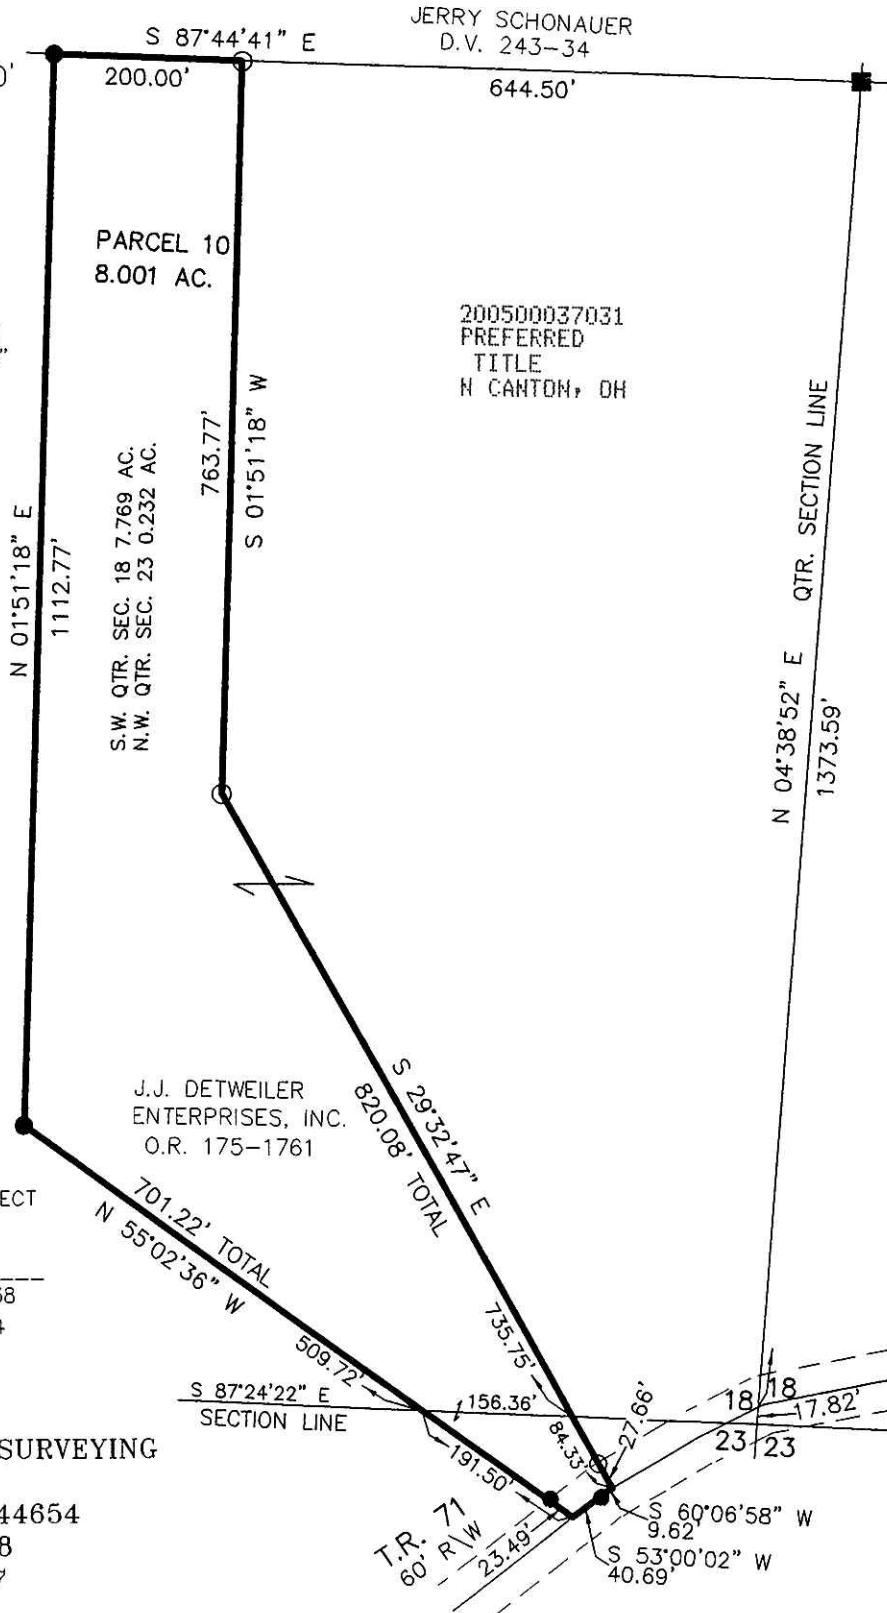 JERRY SCHONAUER
D.V. 243-34
S 87°44'41" E
0'
200.00'
644.50'
PARCEL 10
8.001 AC.
200500037031
PREFERRED
TITLE
N CANTON, OH
N 01°51'18" E
1112.77'
S.W. QTR. SEC. 18 7.769 AC.
N.W. QTR. SEC. 23 0.232 AC.
763.77'
S 01°51'18" W
N 04°38'52" E QTR. SECTION LINE
1373.59'
J.J. DETWEILER
ENTERPRISES, INC.
O.R. 175-1761
S 29°32'47" E
820.08' TOTAL
ECT
701.22' TOTAL
N 55°02'36" W
509.72'
735.75'
S 87°24'22" E
SECTION LINE
156.36'
27.66'
84.33'
18 18
17.82'
23 23
191.50'
SURVEYING
44654
8
7
T.R. 71
60' R\W
23.49'
S 60°06'58" W
9.62'
S 53°00'02" W
40.69'